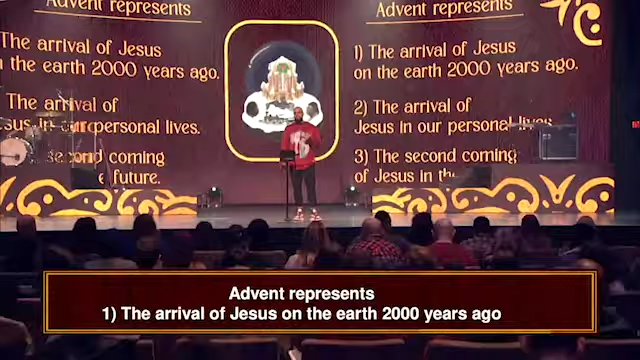 Advent represents
The arrival of Jesus
n the earth 2000 years ago.
The arrival of
personal lives.
second coming
future.
Advent represents
1) The arrival of Jesus
on the earth 2000 years ago.
2) The arrival of
Jesus in our personal lives.
3) The second coming
of Jesus in the
Advent represents
1) The arrival of Jesus on the earth 2000 years ago